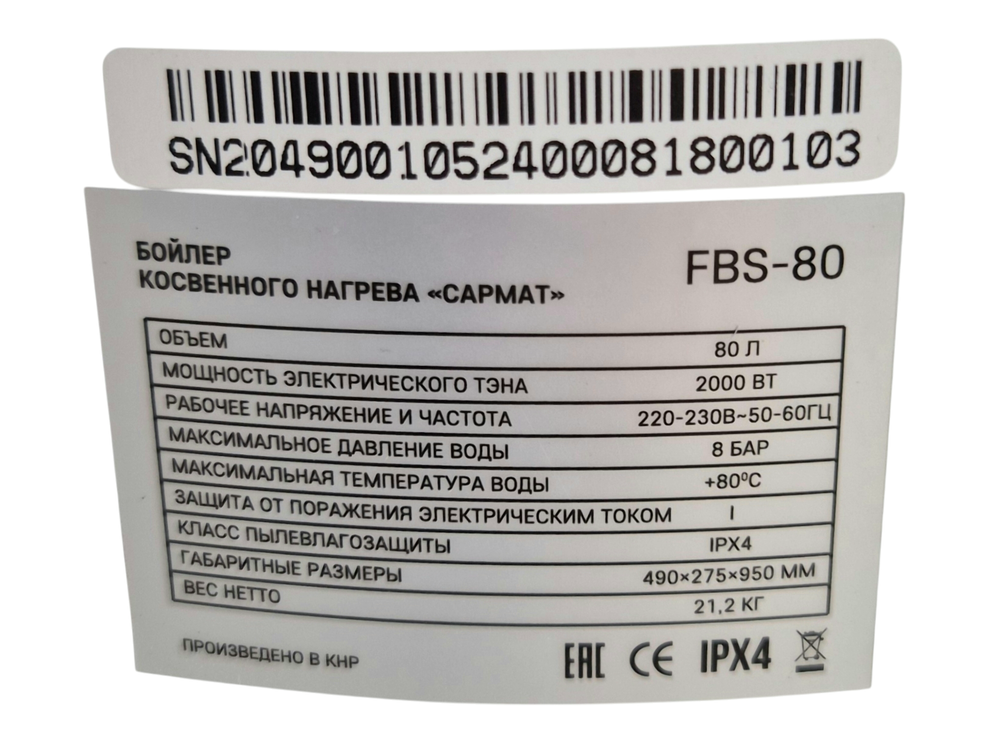 SN2049001052400081800103
БОЙЛЕР
КОСВЕННОГО НАГРЕВА «САРМАТ»
FBS-80
ОБЪЕМ 80 Л
МОЩНОСТЬ ЭЛЕКТРИЧЕСКОГО ТЭНА 2000 ВТ
РАБОЧЕЕ НАПРЯЖЕНИЕ И ЧАСТОТА 220-230В~50-60ГЦ
МАКСИМАЛЬНОЕ ДАВЛЕНИЕ ВОДЫ 8 БАР
МАКСИМАЛЬНАЯ ТЕМПЕРАТУРА ВОДЫ +80⁰С
ЗАЩИТА ОТ ПОРАЖЕНИЯ ЭЛЕКТРИЧЕСКИМ ТОКОМ I
КЛАСС ПЫЛЕВЛАГОЗАЩИТЫ IPX4
ГАБАРИТНЫЕ РАЗМЕРЫ 490×275×950 ММ
ВЕС НЕТТО 21,2 КГ
ПРОИЗВЕДЕНО В КНР
EAC CE IPX4